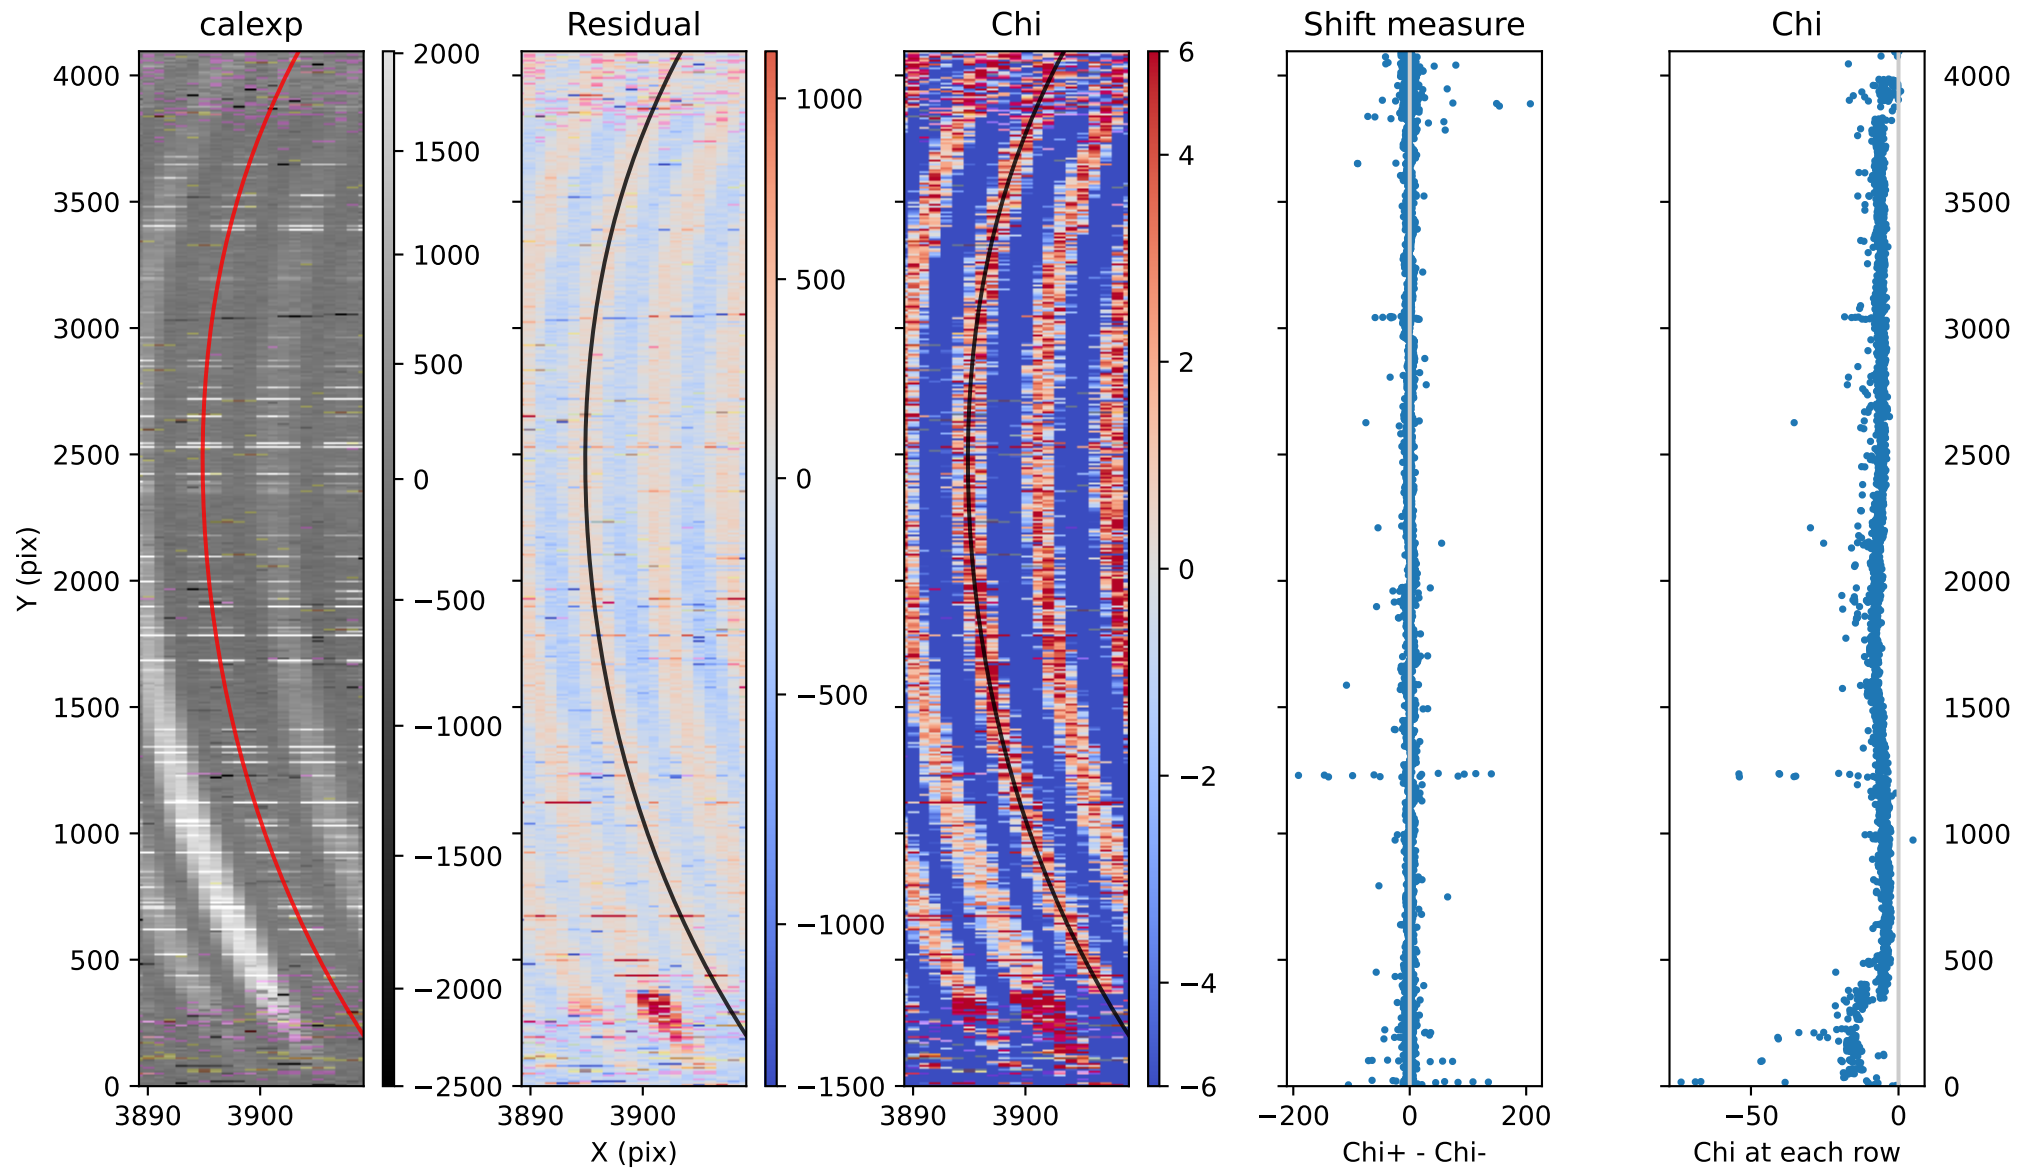 calexp Residual Chi Shift measure Chi
4000 3500 3000 2500 2000 1500 1000 500 0
Y (pix)
3890 3900
2000 1500 1000 500 0 −500 −1000 −1500 −2000 −2500
3890 3900
X (pix)
1000 500 0 −500 −1000 −1500
3890 3900
6 4 2 0 −2 −4 −6
−200 0 200
Chi+ - Chi-
−50 0
Chi at each row
4000 3500 3000 2500 2000 1500 1000 500 0